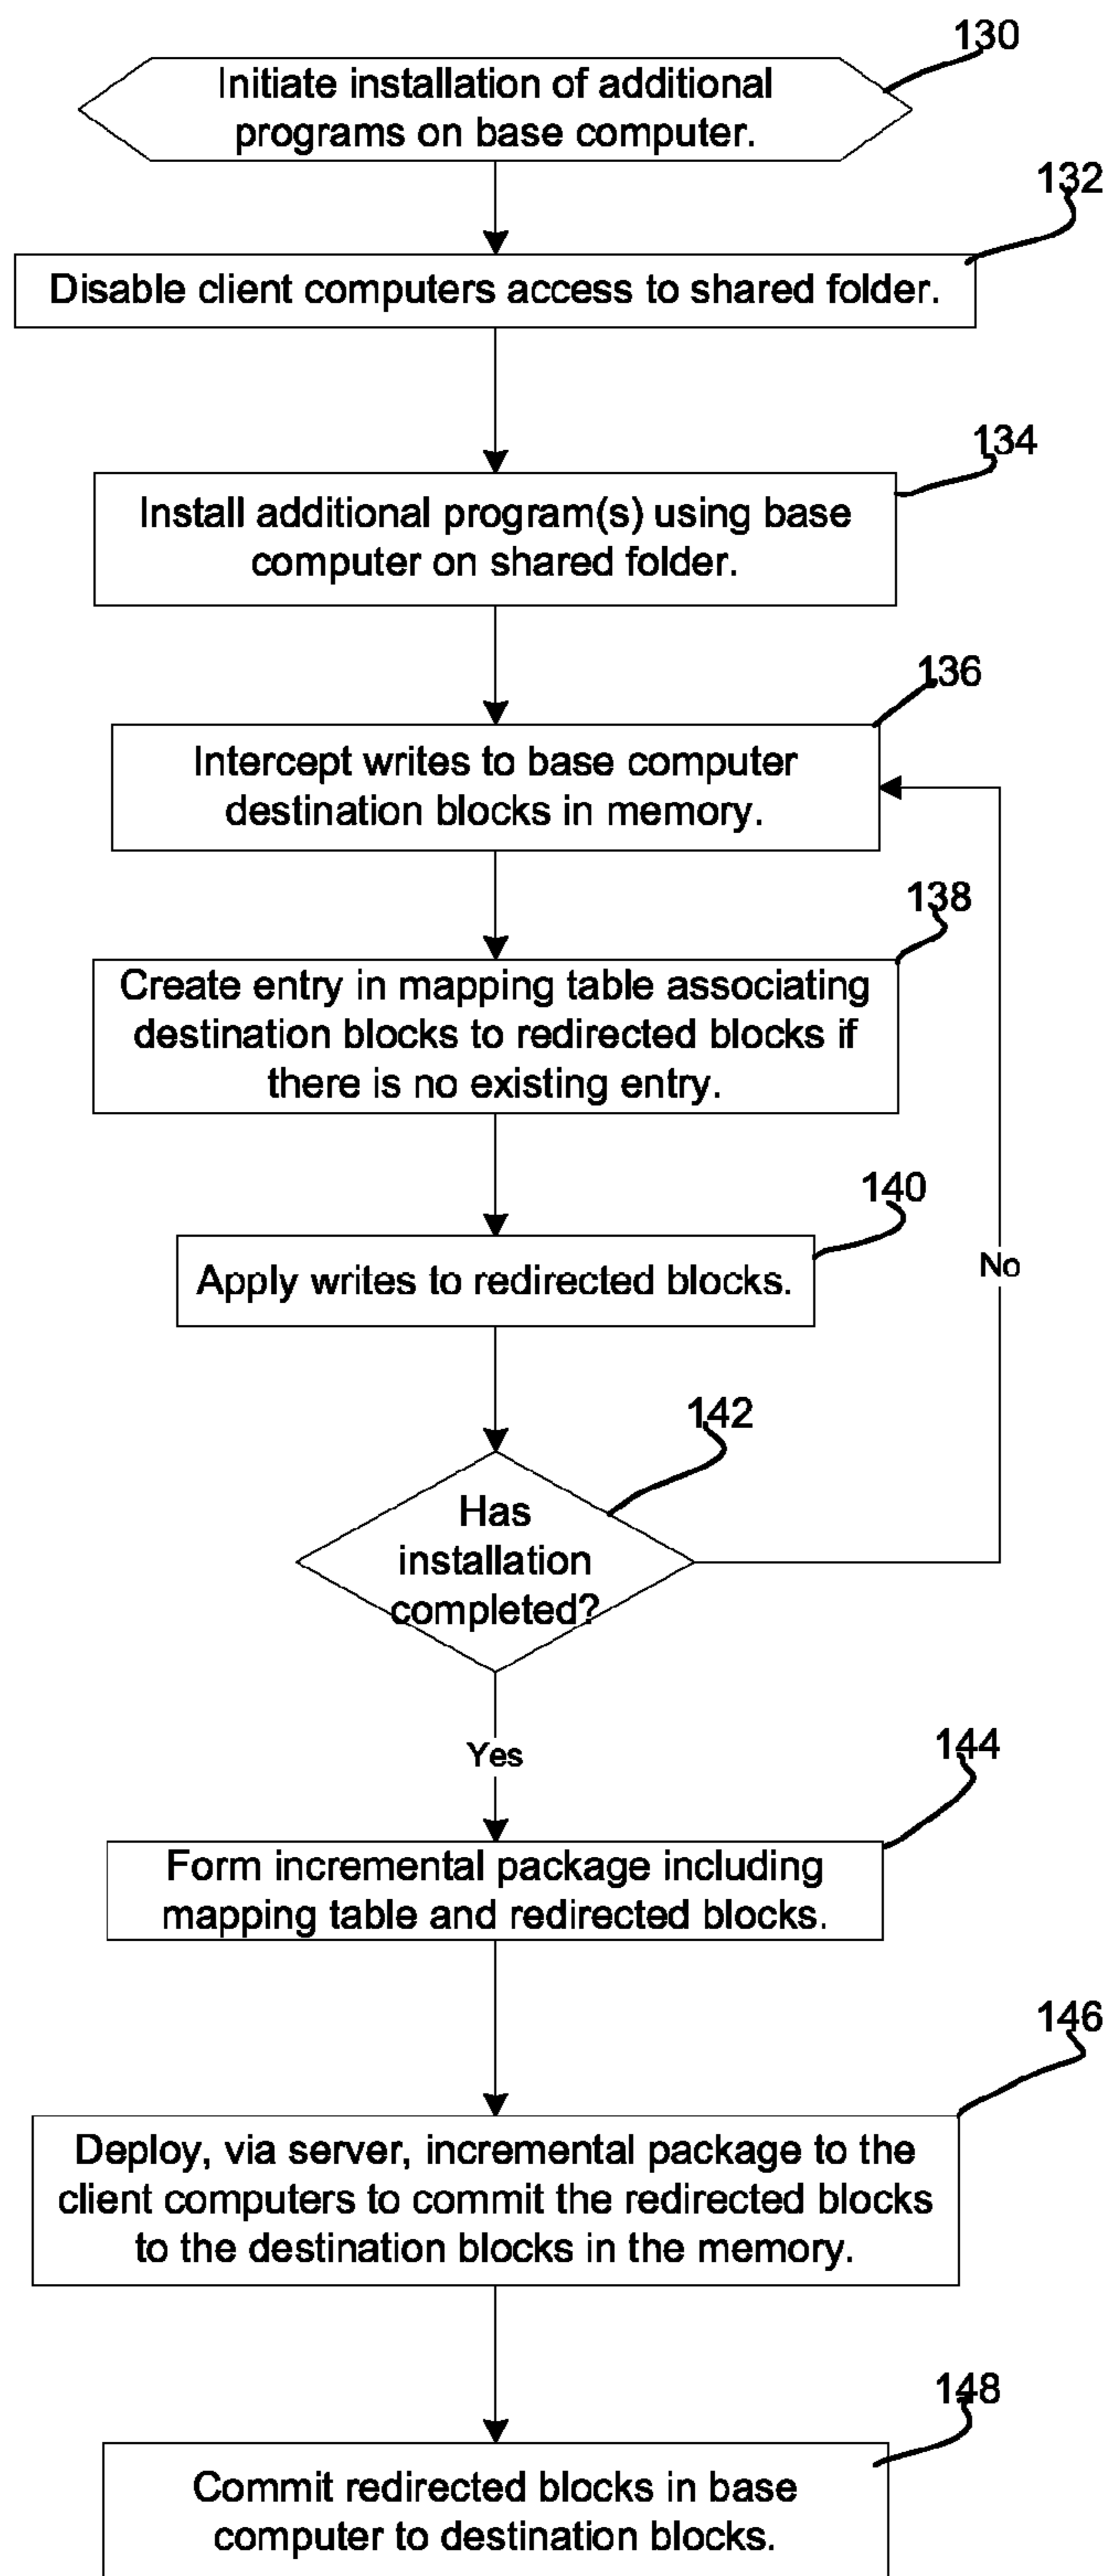 130
Initiate installation of additional
programs on base computer.
132
Disable client computers access to shared folder.
134
Install additional program(s) using base
computer on shared folder.
136
Intercept writes to base computer
destination blocks in memory.
138
Create entry in mapping table associating
destination blocks to redirected blocks if
there is no existing entry.
140
Apply writes to redirected blocks.
No
142
Has
installation
completed?
Yes
144
Form incremental package including
mapping table and redirected blocks.
146
Deploy, via server, incremental package to the
client computers to commit the redirected blocks
to the destination blocks in the memory.
148
Commit redirected blocks in base
computer to destination blocks.